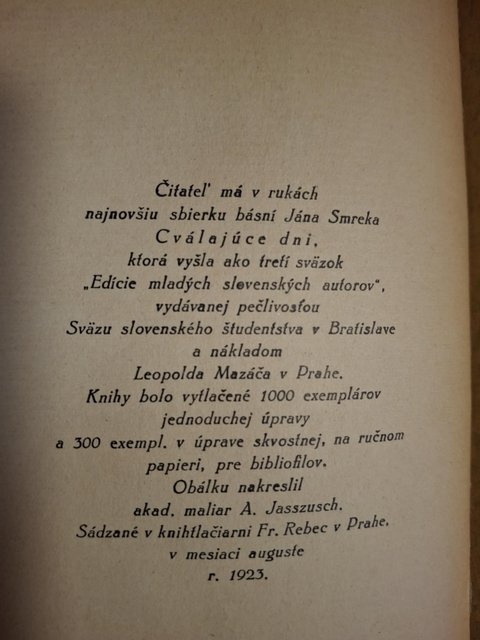 Čitateľ má v rukách
najnovšiu sbierku básní Jána Smreka
Cválajúce dni,
ktorá vyšla ako tretí sväzok
„Edície mladých slovenských autorov“,
vydávanej pečlivosťou
Sväzu slovenského študentstva v Bratislave
a nákladom
Leopolda Mazáča v Prahe.
Knihy bolo vytlačené 1000 exemplárov
jednoduchej úpravy
a 300 exempl. v úprave skvostnej, na ručnom
papieri, pre bibliofilov.
Obálku nakreslil
akad. maliar A. Jasszusch.
Sádzané v knihtlačiarni Fr. Rebec v Prahe,
v mesiaci auguste
r. 1923.